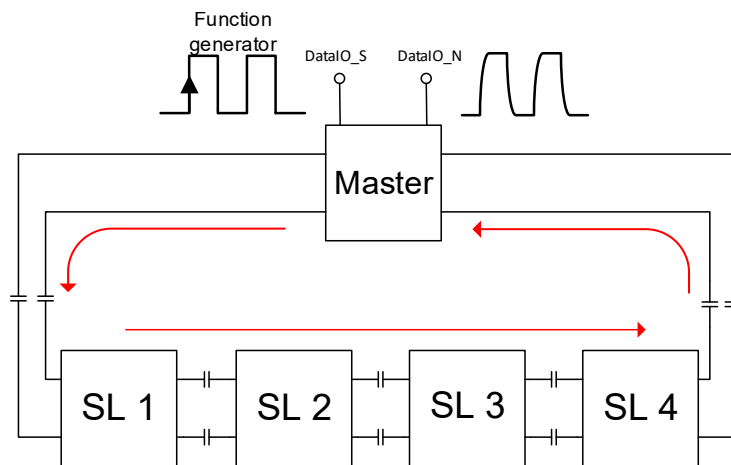 Function
generator
DataIO_S
DataIO_N
Master
SL 1
SL 2
SL 3
SL 4